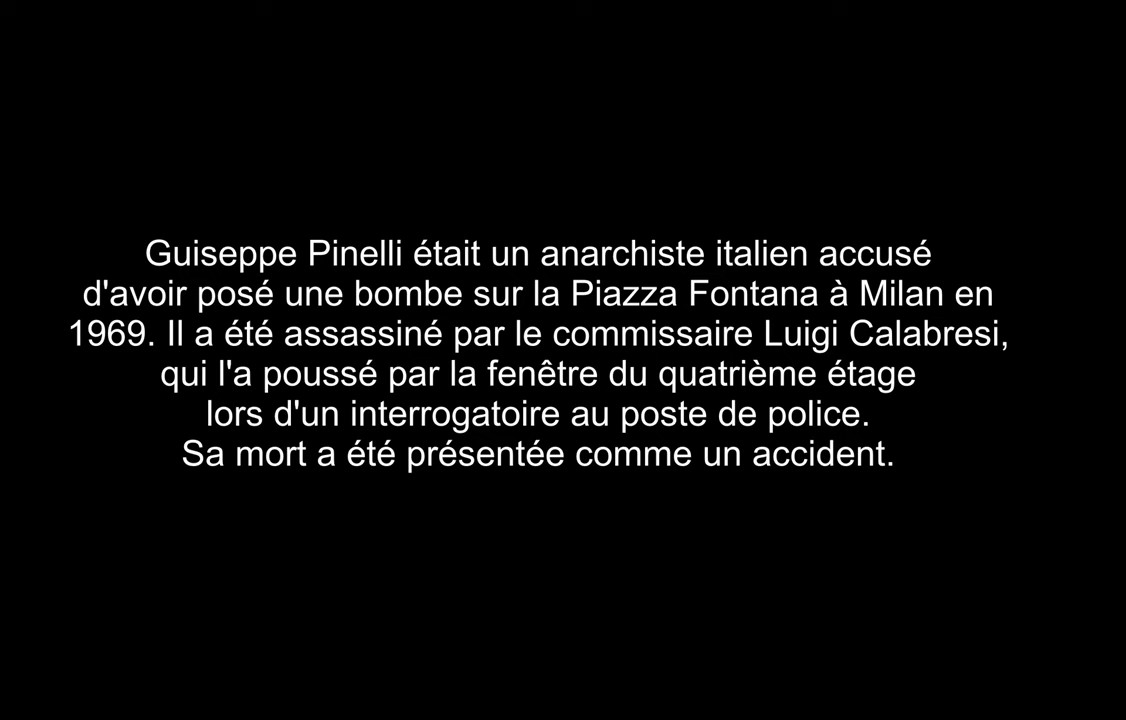 Guiseppe Pinelli était un anarchiste italien accusé
d'avoir posé une bombe sur la Piazza Fontana à Milan en
1969. Il a été assassiné par le commissaire Luigi Calabresi,
qui l'a poussé par la fenêtre du quatrième étage
lors d'un interrogatoire au poste de police.
Sa mort a été présentée comme un accident.